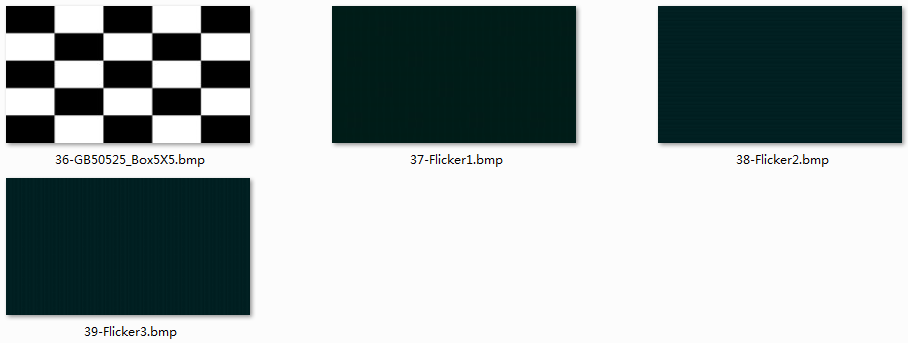 36-GB50525_Box5X5.bmp
37-Flicker1.bmp
38-Flicker2.bmp
39-Flicker3.bmp